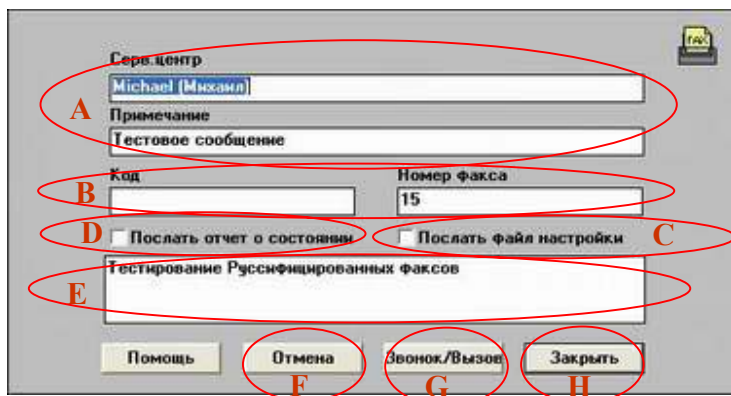 FAX
Серв.центр
Michael (Михаил)
A
Примечание
Тестовое сообщение
Код Номер факса
B
15
D Послать отчет о состоянии Послать файл настройки C
Тестирование Руссифицированных факсов
E
Помощь Отмена Звонок/Вызов Закрыть
F G H